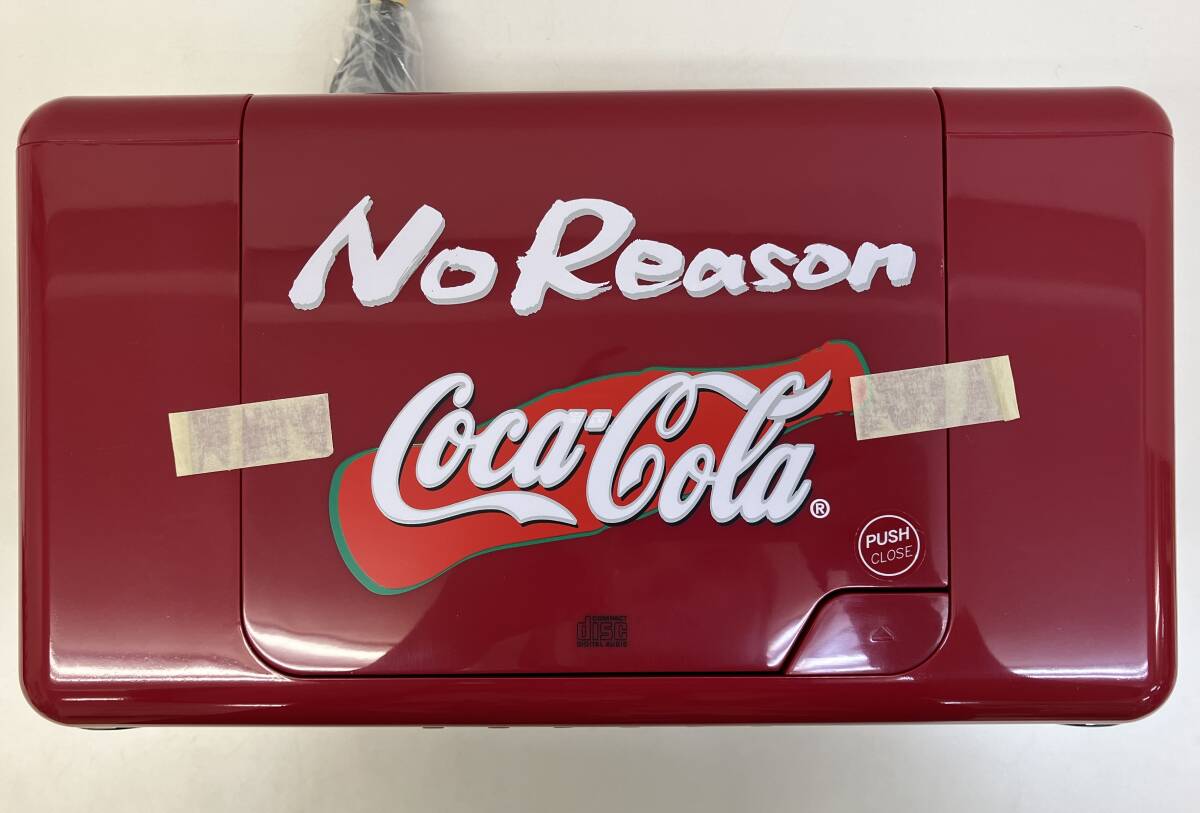 No Reason
Coca-Cola®
PUSH
CLOSE
COMPACT
disc
DIGITAL AUDIO